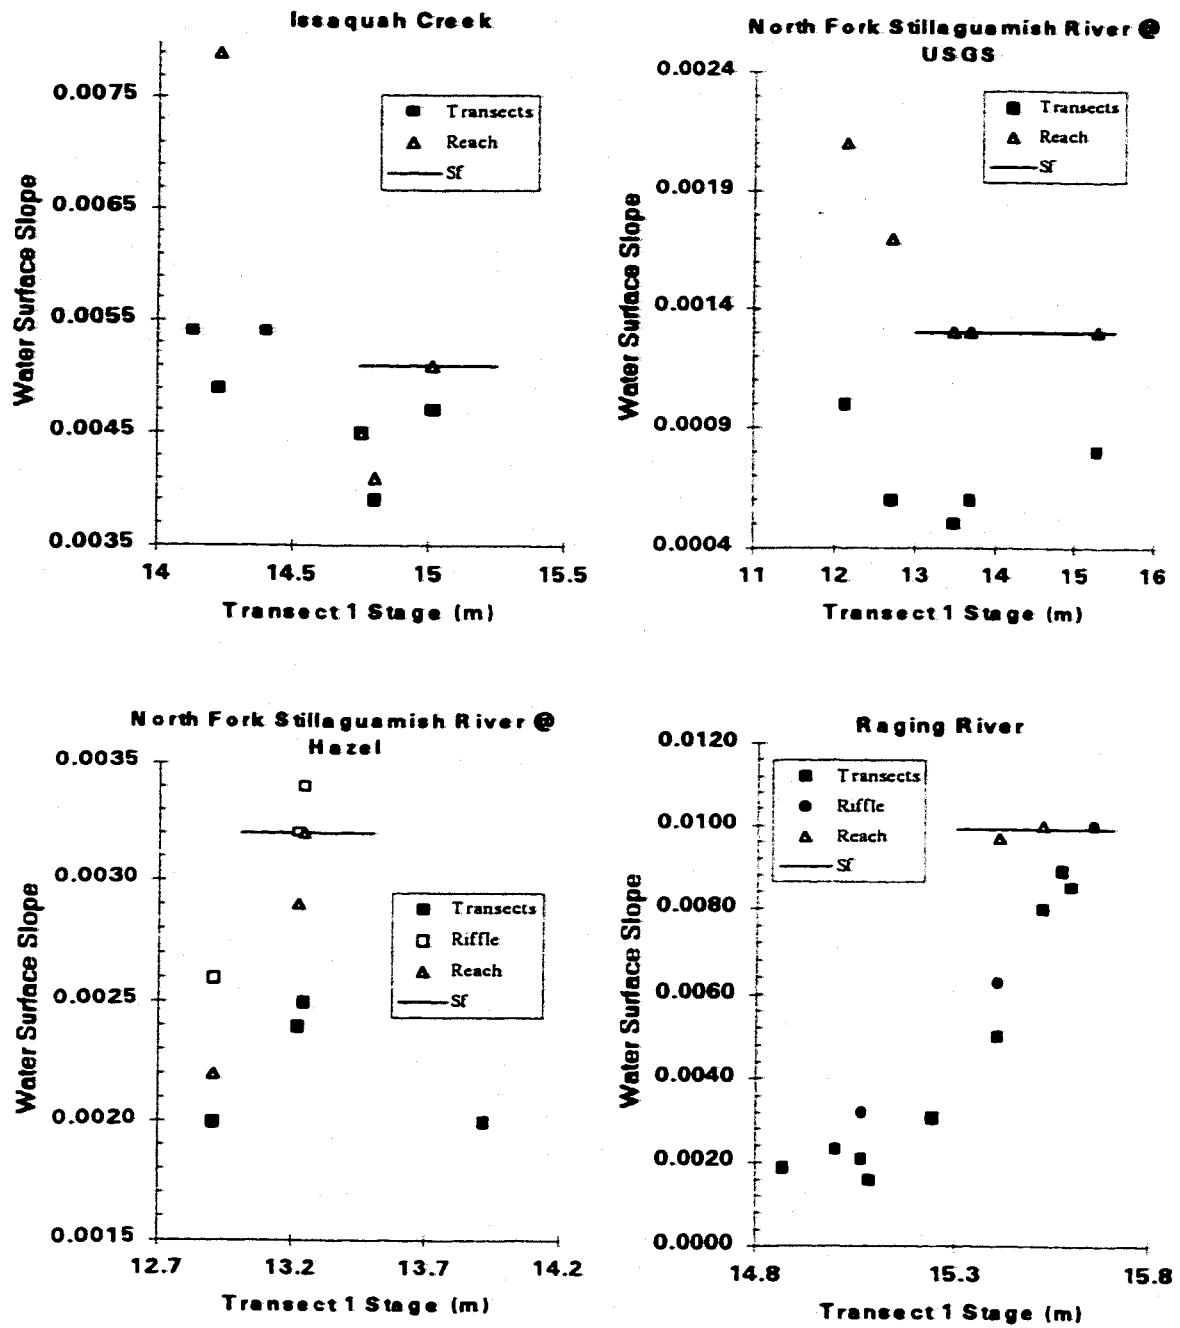 Issaquah Creek
0.0075
0.0065
0.0055
0.0045
0.0035
Water Surface Slope
Transects
Reach
Sf
14
14.5
15
15.5
Transect 1 Stage (m)
North Fork Stillaguamish River @
USGS
0.0024
0.0019
0.0014
0.0009
0.0004
Water Surface Slope
Transects
Reach
Sf
11
12
13
14
15
16
Transect 1 Stage (m)
North Fork Stillaguamish River @
Hazel
0.0035
0.0030
0.0025
0.0020
0.0015
Water Surface Slope
Transects
Riffle
Reach
Sf
12.7
13.2
13.7
14.2
Transect 1 Stage (m)
Raging River
0.0120
0.0100
0.0080
0.0060
0.0040
0.0020
0.0000
Water Surface Slope
Transects
Riffle
Reach
Sf
14.8
15.3
15.8
Transect 1 Stage (m)